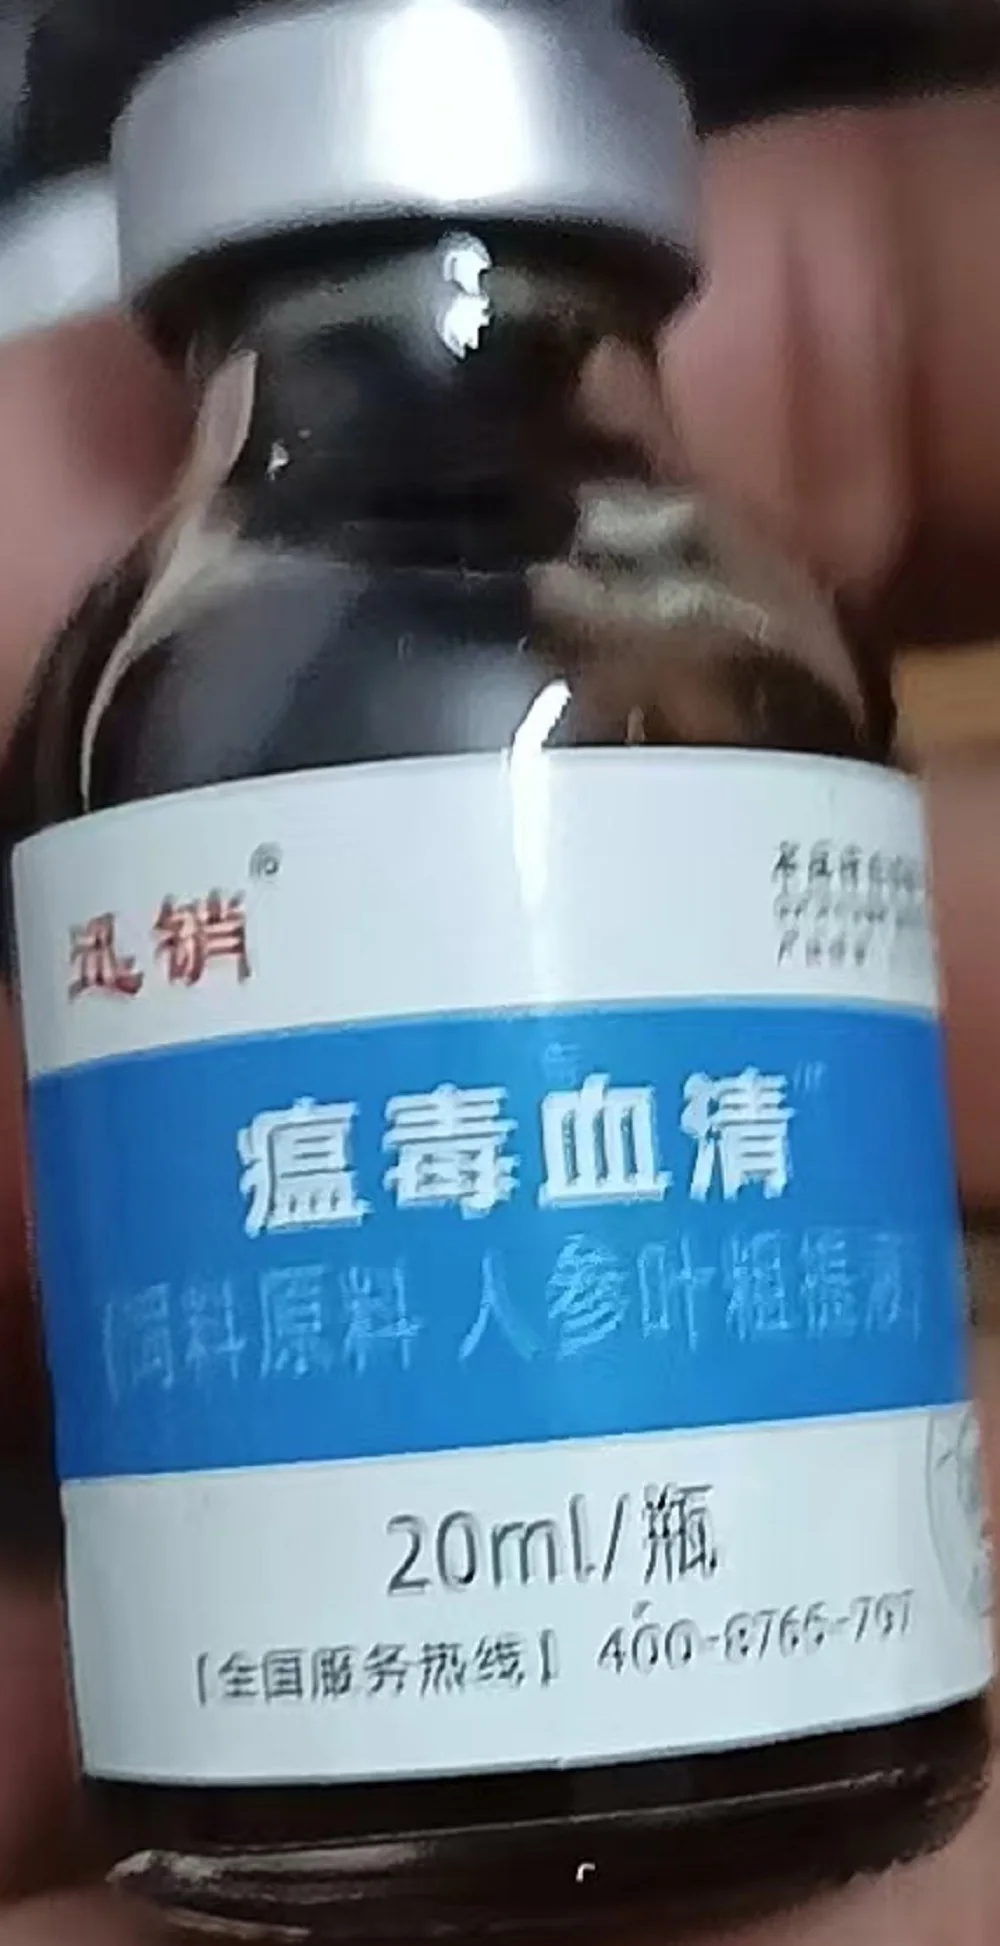 迅销®
瘟毒血清
(饲料原料 人参叶粗提液
20ml/瓶
【全国服务热线】 400-8765-797